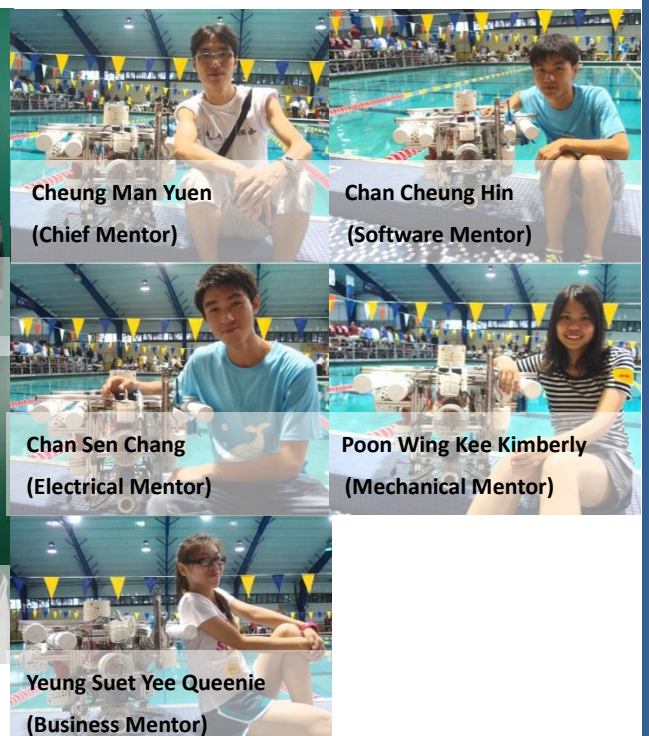 Cheung Man Yuen
(Chief Mentor)
Chan Cheung Hin
(Software Mentor)
Chan Sen Chang
(Electrical Mentor)
Poon Wing Kee Kimberly
(Mechanical Mentor)
Yeung Suet Yee Queenie
(Business Mentor)